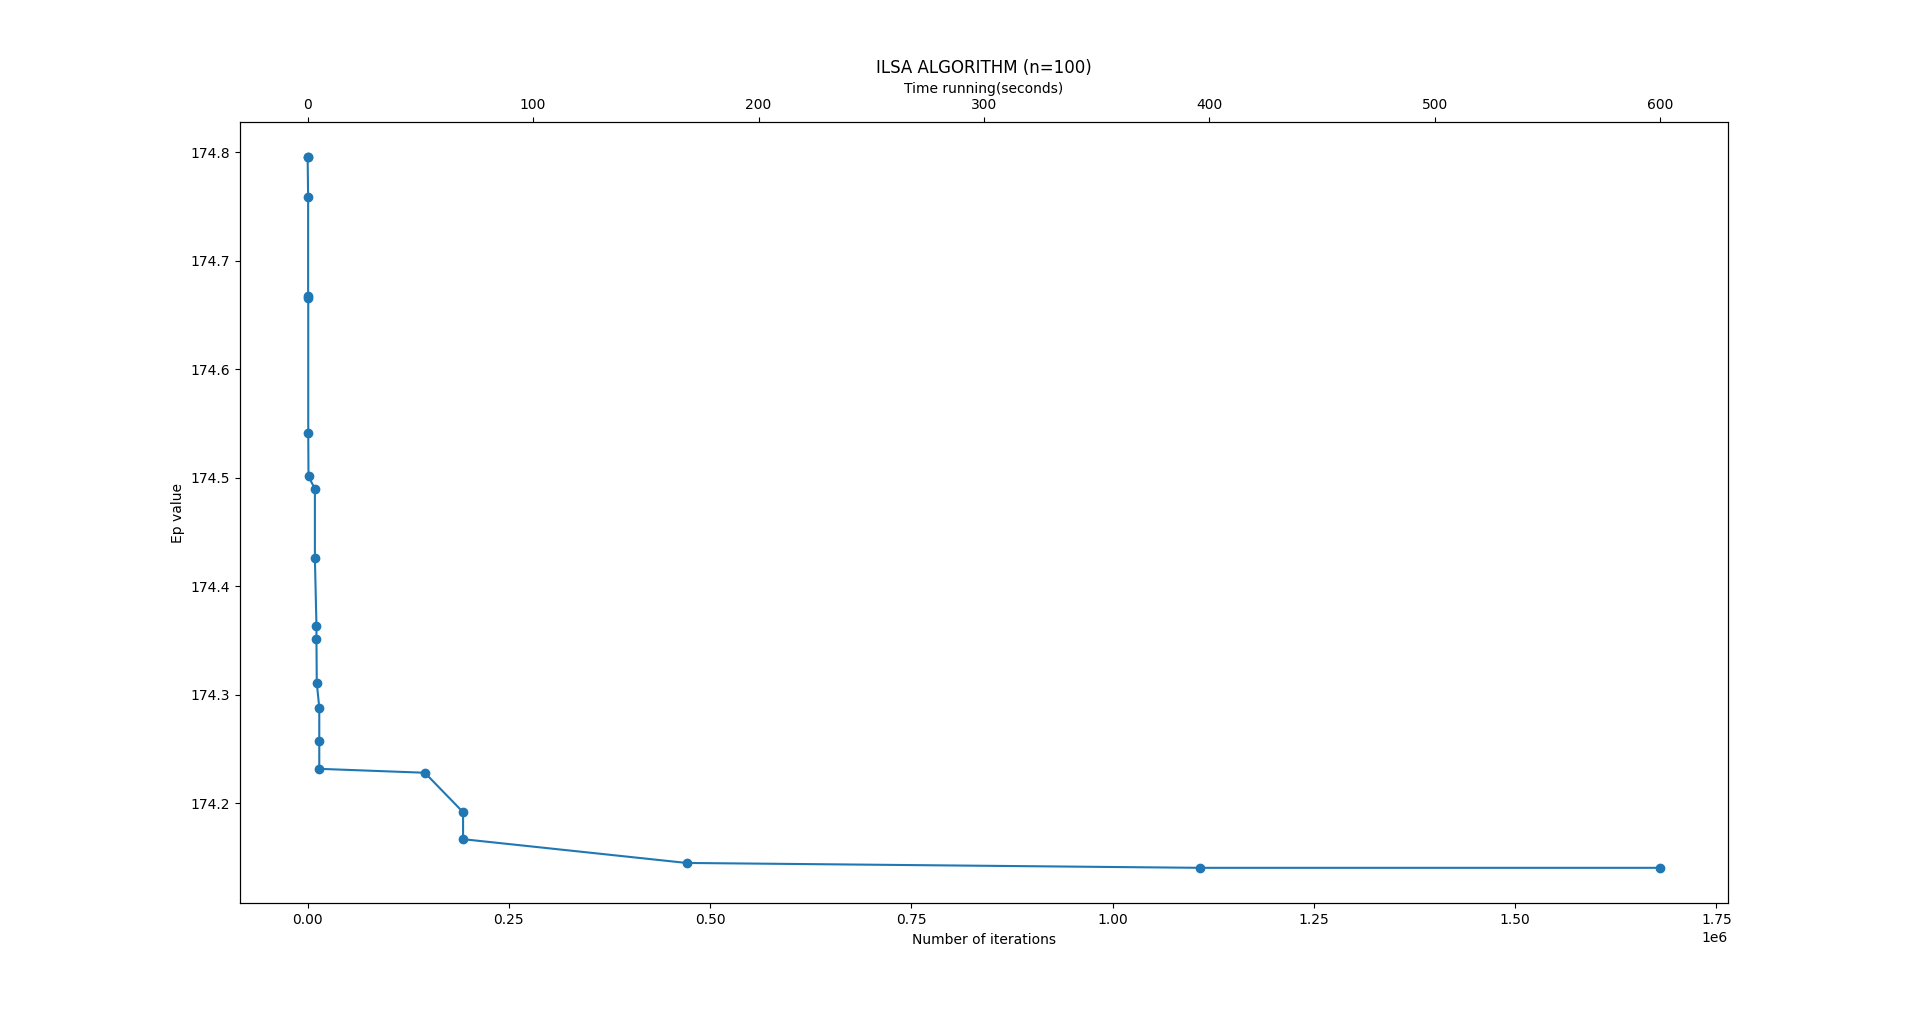 ILSA ALGORITHM (n=100)
Time running(seconds)
0 100 200 300 400 500 600
174.8
174.7
174.6
174.5
174.4
174.3
174.2
Ep value
0.00 0.25 0.50 0.75 1.00 1.25 1.50 1.75
1e6
Number of iterations